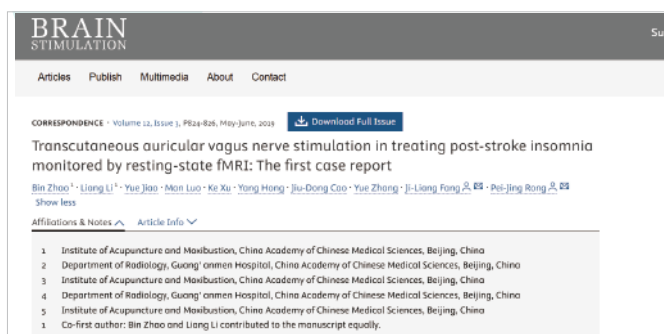 BRAIN
STIMULATION
Su
Articles Publish Multimedia About Contact
CORRESPONDENCE · Volume 12, Issue 3, P824-826, May-June, 2019 Download Full Issue
Transcutaneous auricular vagus nerve stimulation in treating post-stroke insomnia
monitored by resting-state fMRI: The first case report
Bin Zhao 1 · Liang Li 1 · Yue Jiao · Man Luo · Ke Xu · Yang Hong · Jiu-Dong Cao · Yue Zhang · Ji-Liang Fang · Pei-Jing Rong
Show less
Affiliations & Notes Article Info
1 Institute of Acupuncture and Moxibustion, China Academy of Chinese Medical Sciences, Beijing, China
2 Department of Radiology, Guang' anmen Hospital, China Academy of Chinese Medical Sciences, Beijing, China
3 Institute of Acupuncture and Moxibustion, China Academy of Chinese Medical Sciences, Beijing, China
4 Department of Radiology, Guang' anmen Hospital, China Academy of Chinese Medical Sciences, Beijing, China
5 Institute of Acupuncture and Moxibustion, China Academy of Chinese Medical Sciences, Beijing, China
1 Co-first author: Bin Zhao and Liang Li contributed to the manuscript equally.